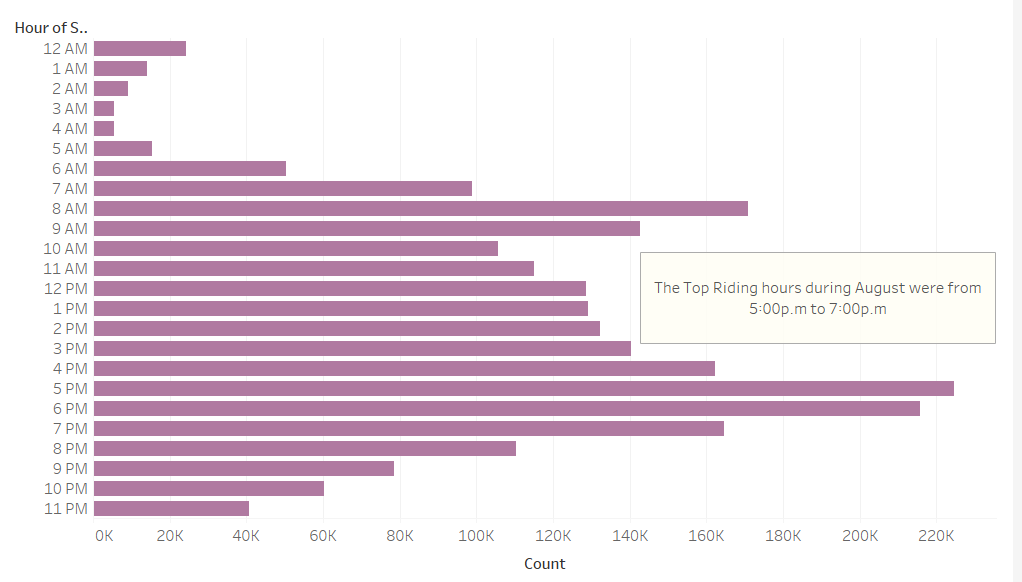 Hour of S..
12 AM
1 AM
2 AM
3 AM
4 AM
5 AM
6 AM
7 AM
8 AM
9 AM
10 AM
11 AM
12 PM
1 PM
2 PM
3 PM
4 PM
5 PM
6 PM
7 PM
8 PM
9 PM
10 PM
11 PM
The Top Riding hours during August were from
5:00p.m to 7:00p.m
0K 20K 40K 60K 80K 100K 120K 140K 160K 180K 200K 220K
Count